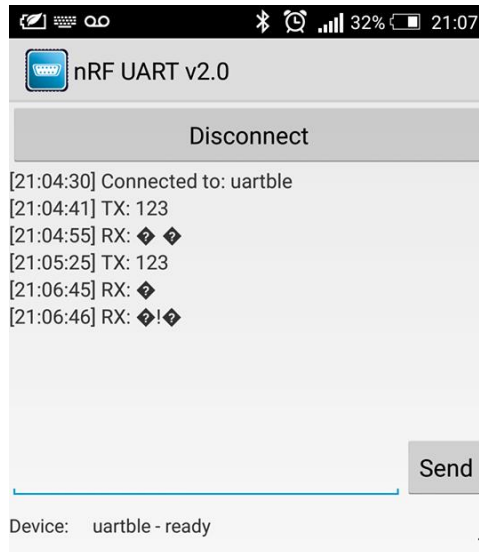 32% 21:07
nRF UART v2.0
Disconnect
[21:04:30] Connected to: uartble
[21:04:41] TX: 123
[21:04:55] RX: � �
[21:05:25] TX: 123
[21:06:45] RX: �
[21:06:46] RX: �!�
Send
Device: uartble - ready